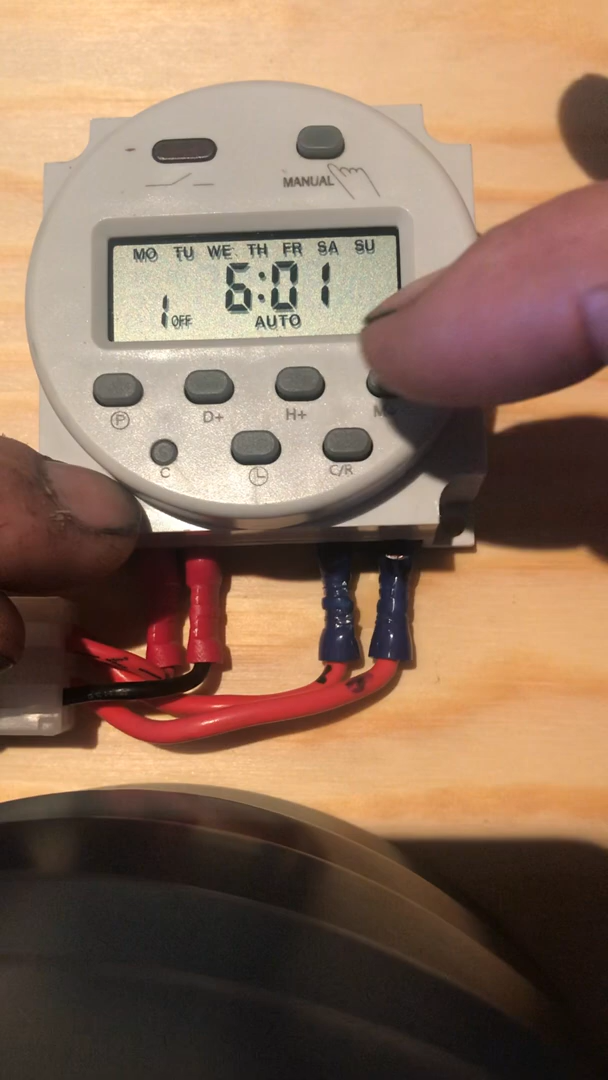 MANUAL
MO TU WE TH FR SA SU
6:01
1 OFF
AUTO
P D+ H+
C C/R